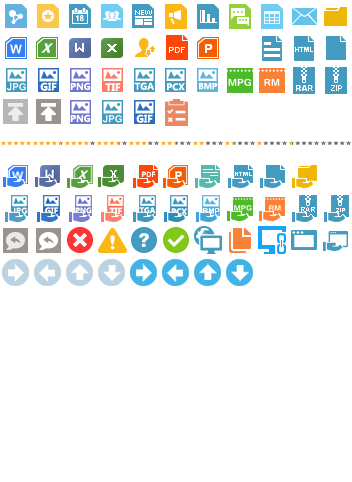 18 NEWS
W X W X PDF P HTML
JPG GIF PNG TIF TGA PCX BMP MPG RM RAR ZIP
PNG JPG GIF
W W X X PDF P HTML
JPG GIF PNG TIF TGA PCX BMP MPG RM RAR ZIP
! ?